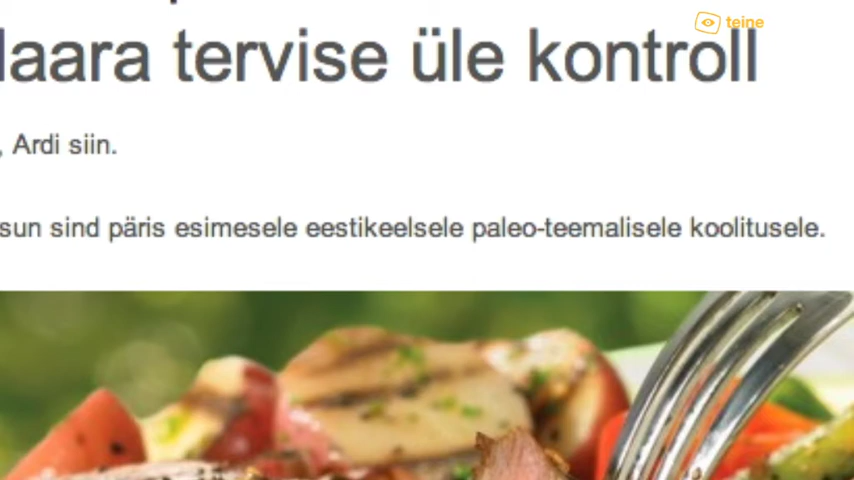 teine
laara tervise üle kontroll
, Ardi siin.
sun sind päris esimesele eestikeelsele paleo-teemalisele koolitusele.